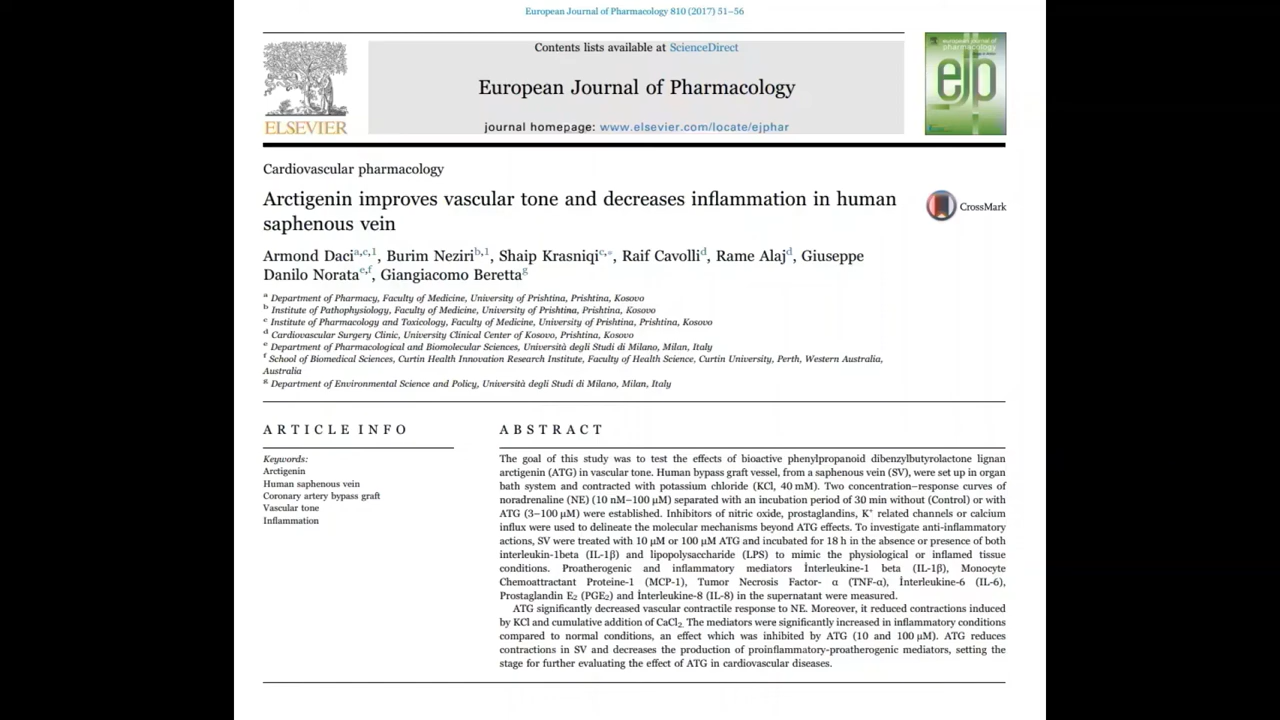 European Journal of Pharmacology 810 (2017) 51–56
Contents lists available at ScienceDirect
European Journal of Pharmacology
journal homepage: www.elsevier.com/locate/ejphar
ELSEVIER
european journal of
pharmacology
ejp
Cardiovascular pharmacology
Arctigenin improves vascular tone and decreases inflammation in human
saphenous vein
CrossMark
Armond Daci a,c,1, Burim Neziri b,1, Shaip Krasniqi c,⁎, Raif Cavolli d, Rame Alaj d, Giuseppe
Danilo Norata e,f, Giangiacomo Beretta g
a Department of Pharmacy, Faculty of Medicine, University of Prishtina, Prishtina, Kosovo
b Institute of Pathophysiology, Faculty of Medicine, University of Prishtina, Prishtina, Kosovo
c Institute of Pharmacology and Toxicology, Faculty of Medicine, University of Prishtina, Prishtina, Kosovo
d Cardiovascular Surgery Clinic, University Clinical Center of Kosovo, Prishtina, Kosovo
e Department of Pharmacological and Biomolecular Sciences, Università degli Studi di Milano, Milan, Italy
f School of Biomedical Sciences, Curtin Health Innovation Research Institute, Faculty of Health Science, Curtin University, Perth, Western Australia,
Australia
g Department of Environmental Science and Policy, Università degli Studi di Milano, Milan, Italy
ARTICLE INFO
Keywords:
Arctigenin
Human saphenous vein
Coronary artery bypass graft
Vascular tone
Inflammation
ABSTRACT
The goal of this study was to test the effects of bioactive phenylpropanoid dibenzylbutyrolactone lignan
arctigenin (ATG) in vascular tone. Human bypass graft vessel, from a saphenous vein (SV), were set up in organ
bath system and contracted with potassium chloride (KCl, 40 mM). Two concentration–response curves of
noradrenaline (NE) (10 nM–100 μM) separated with an incubation period of 30 min without (Control) or with
ATG (3–100 μM) were established. Inhibitors of nitric oxide, prostaglandins, K⁺ related channels or calcium
influx were used to delineate the molecular mechanisms beyond ATG effects. To investigate anti-inflammatory
actions, SV were treated with 10 μM or 100 μM ATG and incubated for 18 h in the absence or presence of both
interleukin-1beta (IL-1β) and lipopolysaccharide (LPS) to mimic the physiological or inflamed tissue
conditions. Proatherogenic and inflammatory mediators İnterleukine-1 beta (IL-1β), Monocyte
Chemoattractant Proteine-1 (MCP-1), Tumor Necrosis Factor- α (TNF-α), İnterleukine-6 (IL-6),
Prostaglandin E₂ (PGE₂) and İnterleukine-8 (IL-8) in the supernatant were measured.
ATG significantly decreased vascular contractile response to NE. Moreover, it reduced contractions induced
by KCl and cumulative addition of CaCl₂. The mediators were significantly increased in inflammatory conditions
compared to normal conditions, an effect which was inhibited by ATG (10 and 100 μM). ATG reduces
contractions in SV and decreases the production of proinflammatory-proatherogenic mediators, setting the
stage for further evaluating the effect of ATG in cardiovascular diseases.